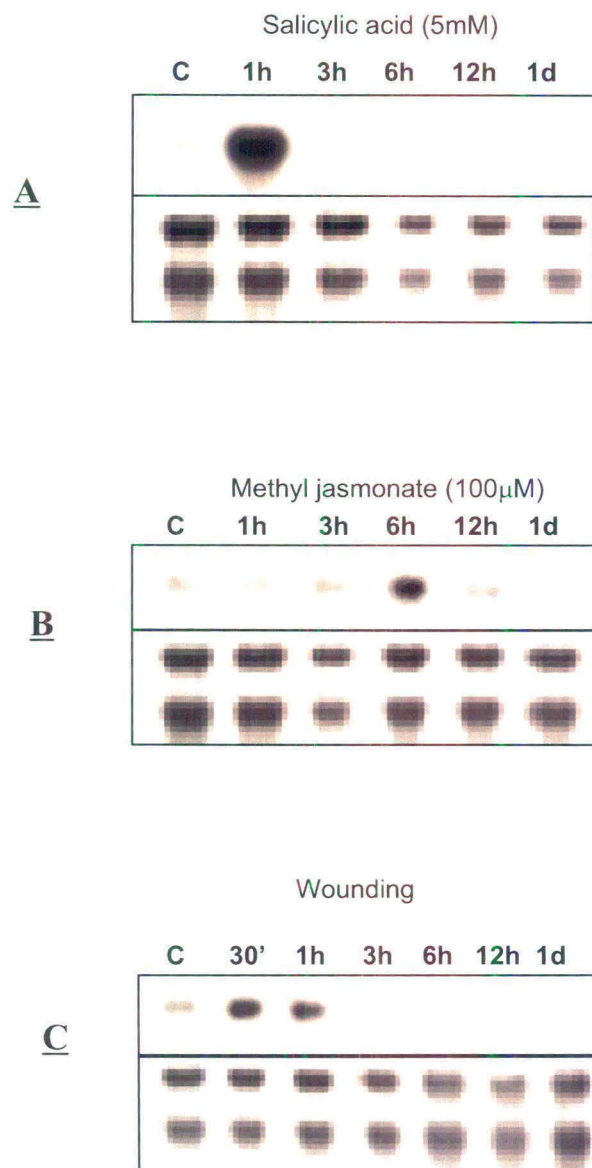 Salicylic acid (5mM)
C 1h 3h 6h 12h 1d
A
Methyl jasmonate (100μM)
C 1h 3h 6h 12h 1d
B
Wounding
C 30’ 1h 3h 6h 12h 1d
C